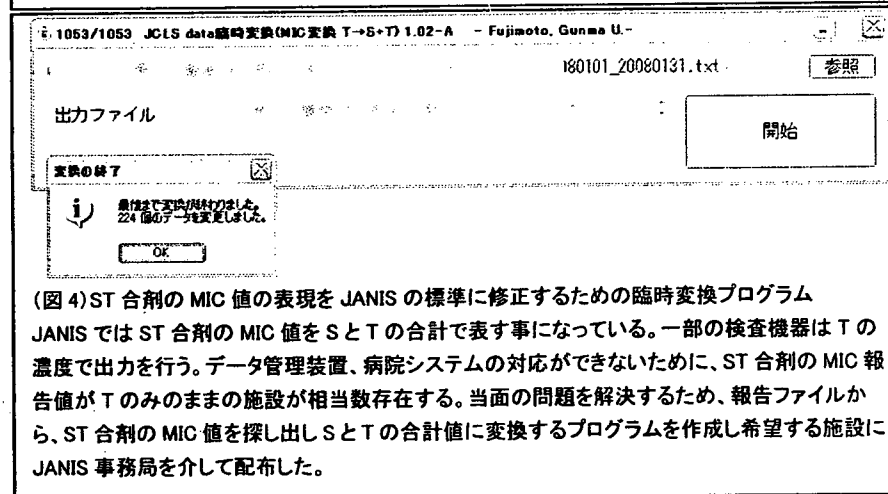 1053/1053 JCLS data臨時変換(MIC変換 T→S+T) 1.02-A - Fujimoto, Gunma U.-
180101_20080131.txt 参照
出力ファイル
開始
変換の終了
最後まで変換が終わりました。
224 個のデータを変更しました。
OK
(図 4)ST 合剤の MIC 値の表現を JANIS の標準に修正するための臨時変換プログラム
JANIS では ST 合剤の MIC 値を S と T の合計で表す事になっている。一部の検査機器は T の
濃度で出力を行う。データ管理装置、病院システムの対応ができないために、ST 合剤の MIC 報
告値が T のみのままの施設が相当数存在する。当面の問題を解決するため、報告ファイルか
ら、ST 合剤の MIC 値を探し出し S と T の合計値に変換するプログラムを作成し希望する施設に
JANIS 事務局を介して配布した。